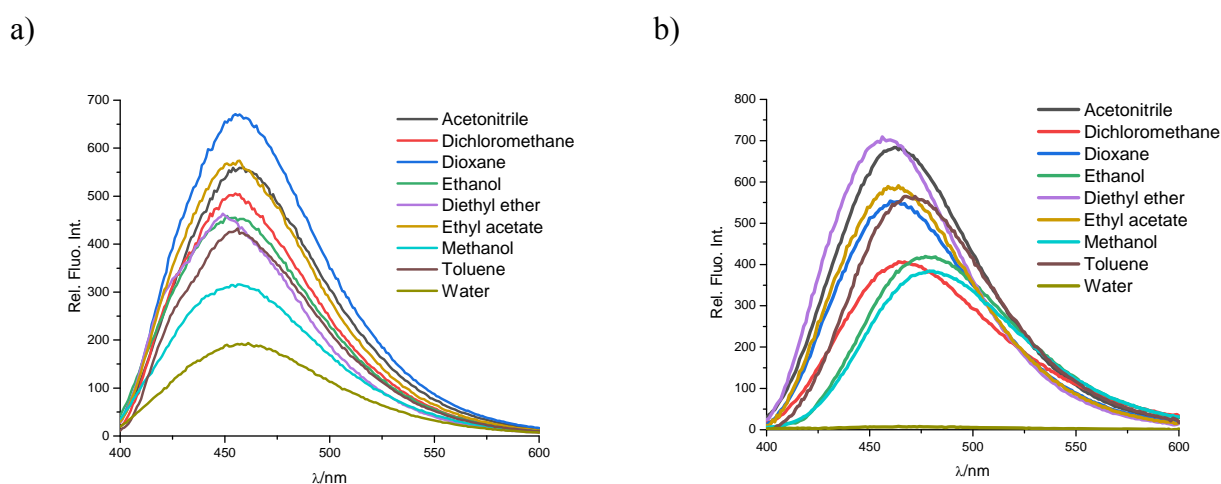 a)
700
600
500
400
300
200
100
0
Rel. Fluo. Int.
400
450
500
550
600
λ/nm
Acetonitrile
Dichloromethane
Dioxane
Ethanol
Diethyl ether
Ethyl acetate
Methanol
Toluene
Water
b)
800
700
600
500
400
300
200
100
0
Rel. Fluo. Int.
400
450
500
550
600
λ/nm
Acetonitrile
Dichloromethane
Dioxane
Ethanol
Diethyl ether
Ethyl acetate
Methanol
Toluene
Water